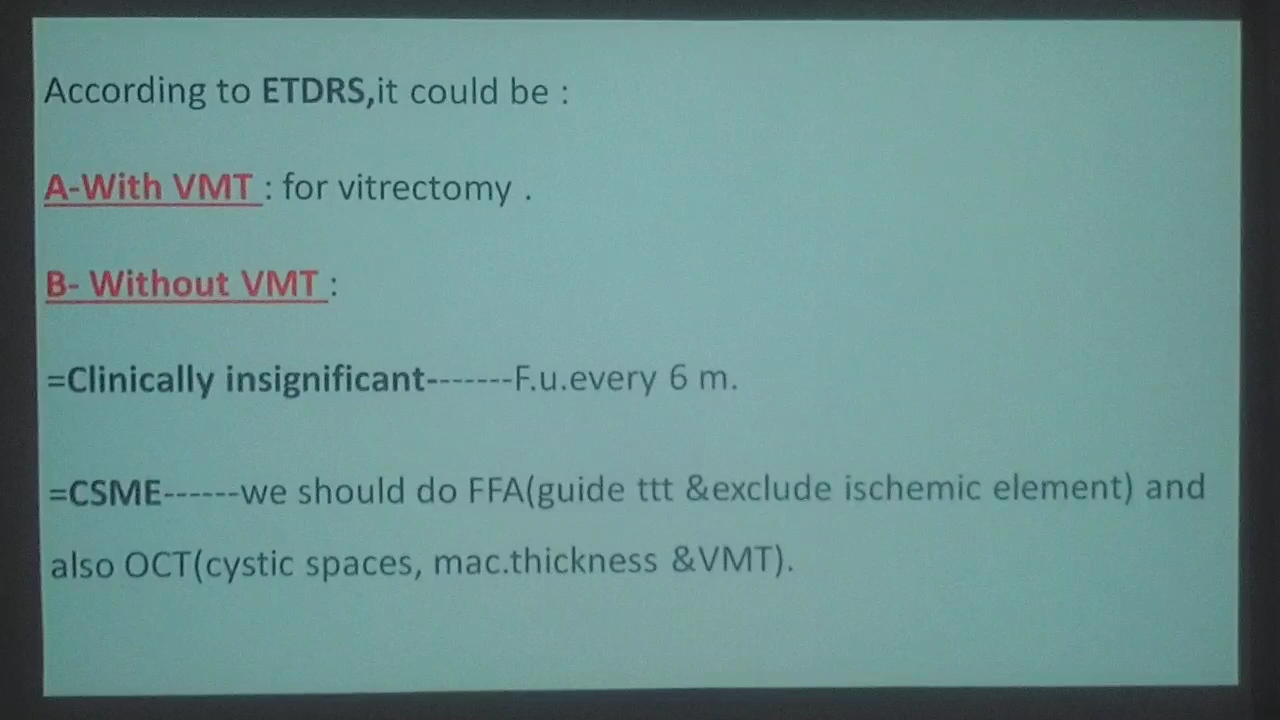 According to ETDRS,it could be :
A-With VMT : for vitrectomy .
B- Without VMT :
=Clinically insignificant-------F.u.every 6 m.
=CSME------we should do FFA(guide ttt &exclude ischemic element) and
also OCT(cystic spaces, mac.thickness &VMT).